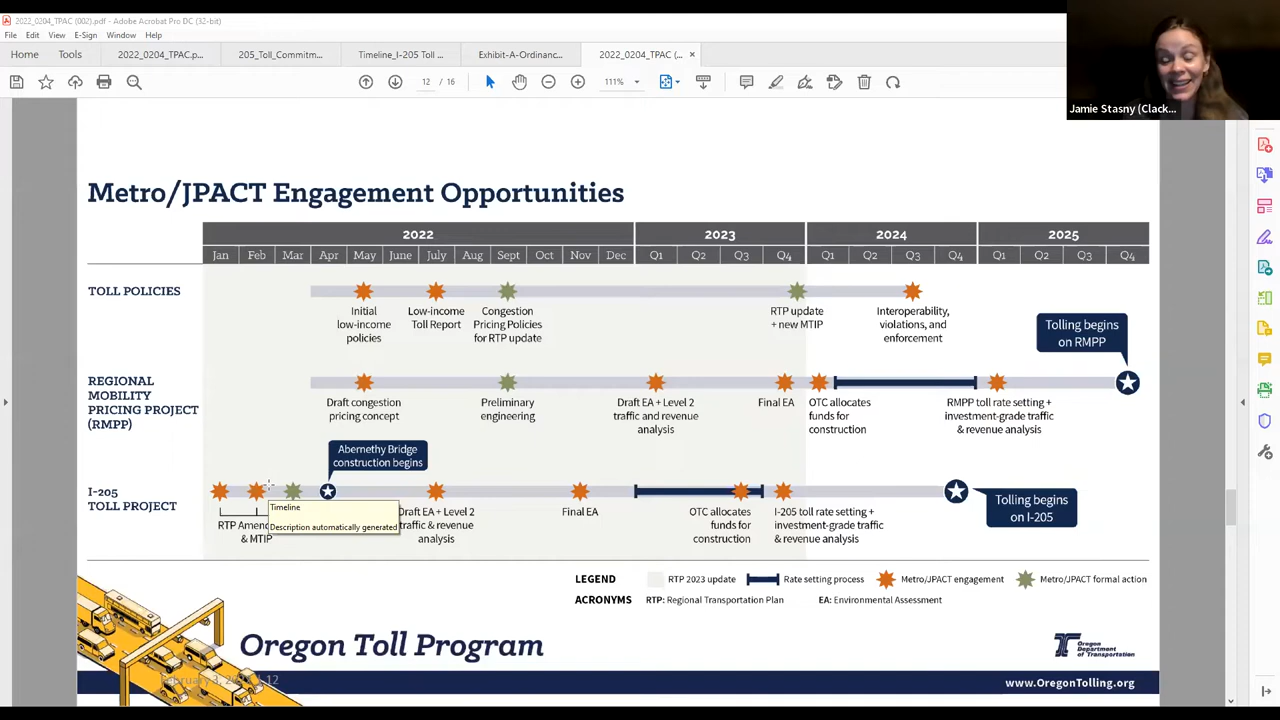 2022_0204_TPAC (002).pdf - Adobe Acrobat Pro DC (32-bit)
File Edit View E-Sign Window Help
Home Tools 2022_0204_TPAC.p... 205_Toll_Commitm... Timeline_I-205 Toll ... Exhibit-A-Ordinanc... 2022_0204_TPAC (... ×
12 / 16 111%
Jamie Stasny (Clack...
Metro/JPACT Engagement Opportunities
2022 2023 2024 2025
Jan Feb Mar Apr May June July Aug Sept Oct Nov Dec Q1 Q2 Q3 Q4 Q1 Q2 Q3 Q4 Q1 Q2 Q3 Q4
TOLL POLICIES
Initial
low-income
policies
Low-income
Toll Report
Congestion
Pricing Policies
for RTP update
RTP update
+ new MTIP
Interoperability,
violations, and
enforcement
Tolling begins
on RMPP
REGIONAL
MOBILITY
PRICING PROJECT
(RMPP)
Draft congestion
pricing concept
Preliminary
engineering
Draft EA + Level 2
traffic and revenue
analysis
Final EA
OTC allocates
funds for
construction
RMPP toll rate setting +
investment-grade traffic
& revenue analysis
Abernethy Bridge
construction begins
I-205
TOLL PROJECT
RTP Amen
& MTIP
Timeline
Description automatically generated
Draft EA + Level 2
traffic & revenue
analysis
Final EA
OTC allocates
funds for
construction
I-205 toll rate setting +
investment-grade traffic
& revenue analysis
Tolling begins
on I-205
LEGEND RTP 2023 update Rate setting process Metro/JPACT engagement Metro/JPACT formal action
ACRONYMS RTP: Regional Transportation Plan EA: Environmental Assessment
Oregon Toll Program
Oregon
Department
of Transportation
February 3, 12
www.OregonTolling.org